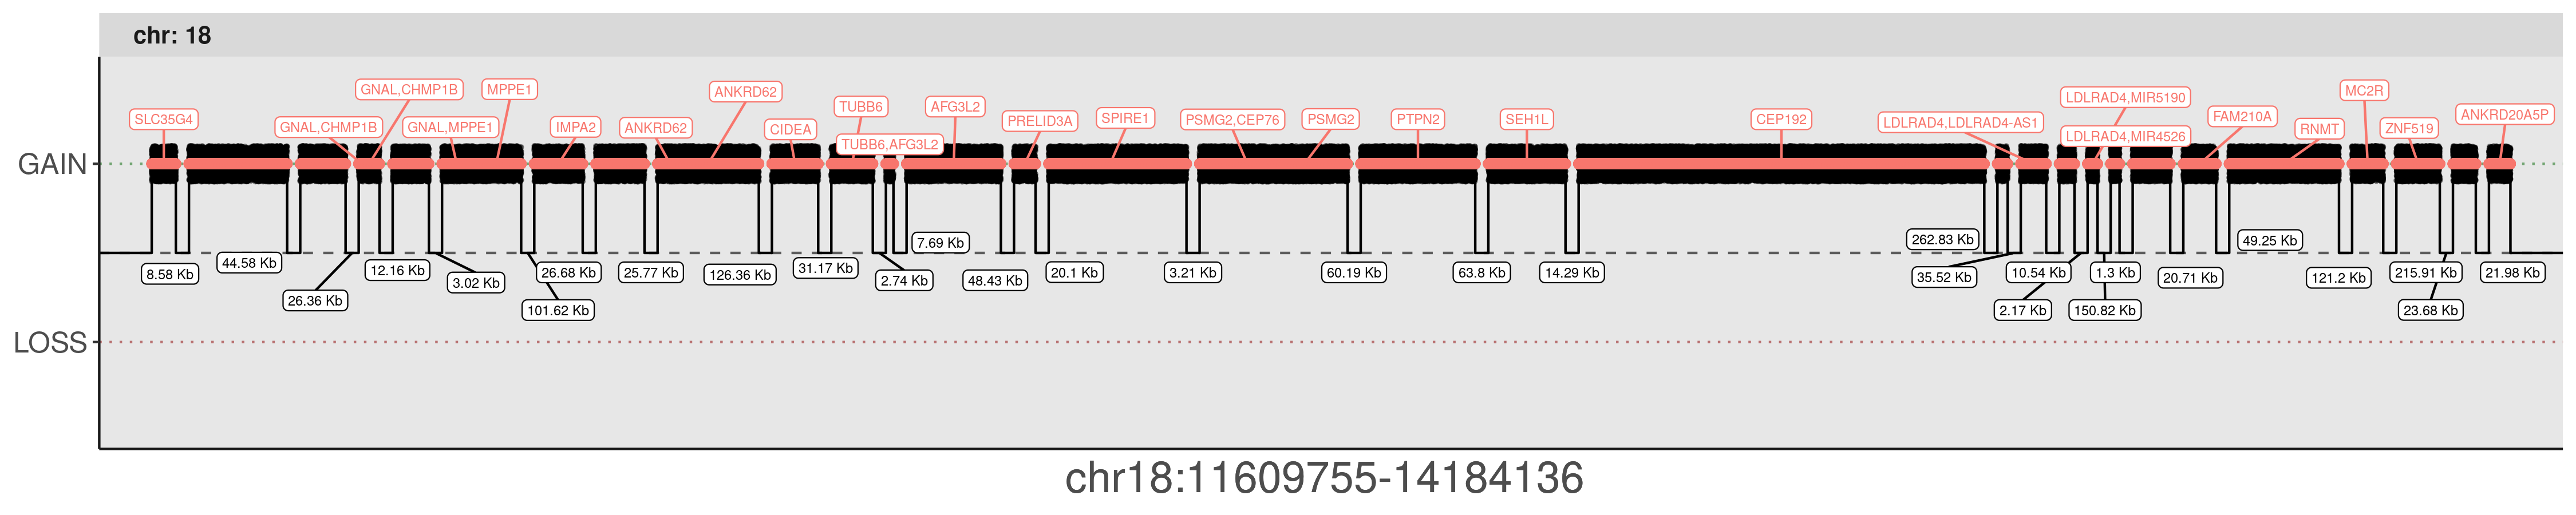 chr: 18
GNAL,CHMP1B
MPPE1
ANKRD62
MC2R
LDLRAD4,MIR5190
TUBB6
AFG3L2
SLC35G4
GNAL,CHMP1B
GNAL,MPPE1
IMPA2
ANKRD62
CIDEA
TUBB6,AFG3L2
PRELID3A
SPIRE1
PSMG2,CEP76
PSMG2
PTPN2
SEH1L
CEP192
LDLRAD4,LDLRAD4-AS1
LDLRAD4,MIR4526
FAM210A
RNMT
ZNF519
ANKRD20A5P
GAIN
8.58 Kb
44.58 Kb
26.36 Kb
12.16 Kb
3.02 Kb
26.68 Kb
101.62 Kb
25.77 Kb
126.36 Kb
31.17 Kb
2.74 Kb
7.69 Kb
48.43 Kb
20.1 Kb
3.21 Kb
60.19 Kb
63.8 Kb
14.29 Kb
262.83 Kb
35.52 Kb
10.54 Kb
2.17 Kb
1.3 Kb
150.82 Kb
20.71 Kb
49.25 Kb
121.2 Kb
215.91 Kb
23.68 Kb
21.98 Kb
LOSS
chr18:11609755-14184136